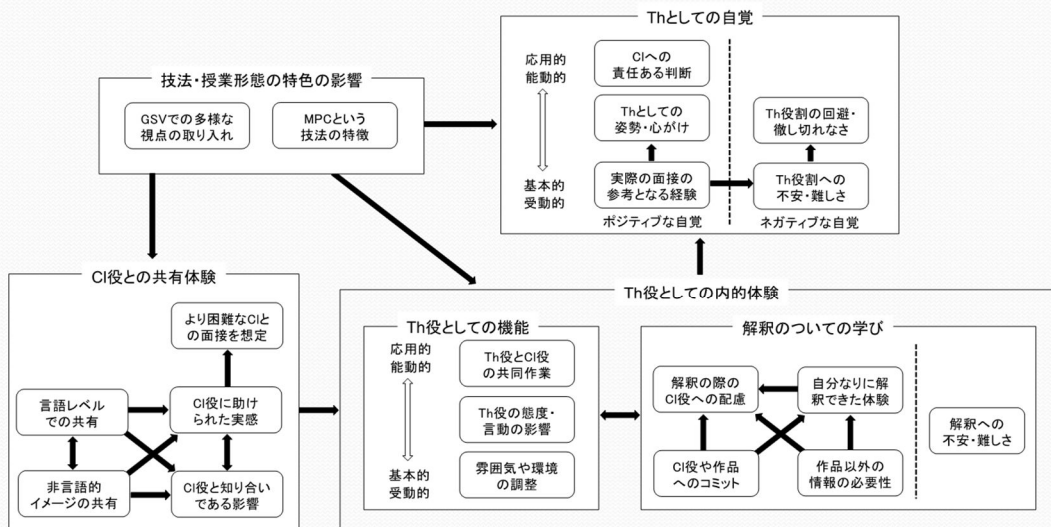 Thとしての自覚
応用的
能動的
Clへの
責任ある判断
Thとしての
姿勢・心がけ
Th役割の回避・
徹し切れなさ
基本的
受動的
実際の面接の
参考となる経験
Th役割への
不安・難しさ
ポジティブな自覚
ネガティブな自覚
技法・授業形態の特色の影響
GSVでの多様な
視点の取り入れ
MPCという
技法の特徴
Cl役との共有体験
より困難なClと
の面接を想定
言語レベル
での共有
Cl役に助け
られた実感
非言語的
イメージの共有
Cl役と知り合い
である影響
Th役としての内的体験
Th役としての機能
応用的
能動的
Th役とCl役
の共同作業
Th役の態度・
言動の影響
基本的
受動的
雰囲気や環境
の調整
解釈のついての学び
解釈の際の
Cl役への配慮
自分なりに解
釈できた体験
Cl役や作品
へのコミット
作品以外の
情報の必要性
解釈への
不安・難しさ